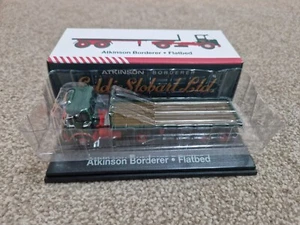 Atkinson Borderer • Flatbed
ATKINSON BORDERER
Eddie Stobart Ltd.
Atkinson Borderer • Flatbed